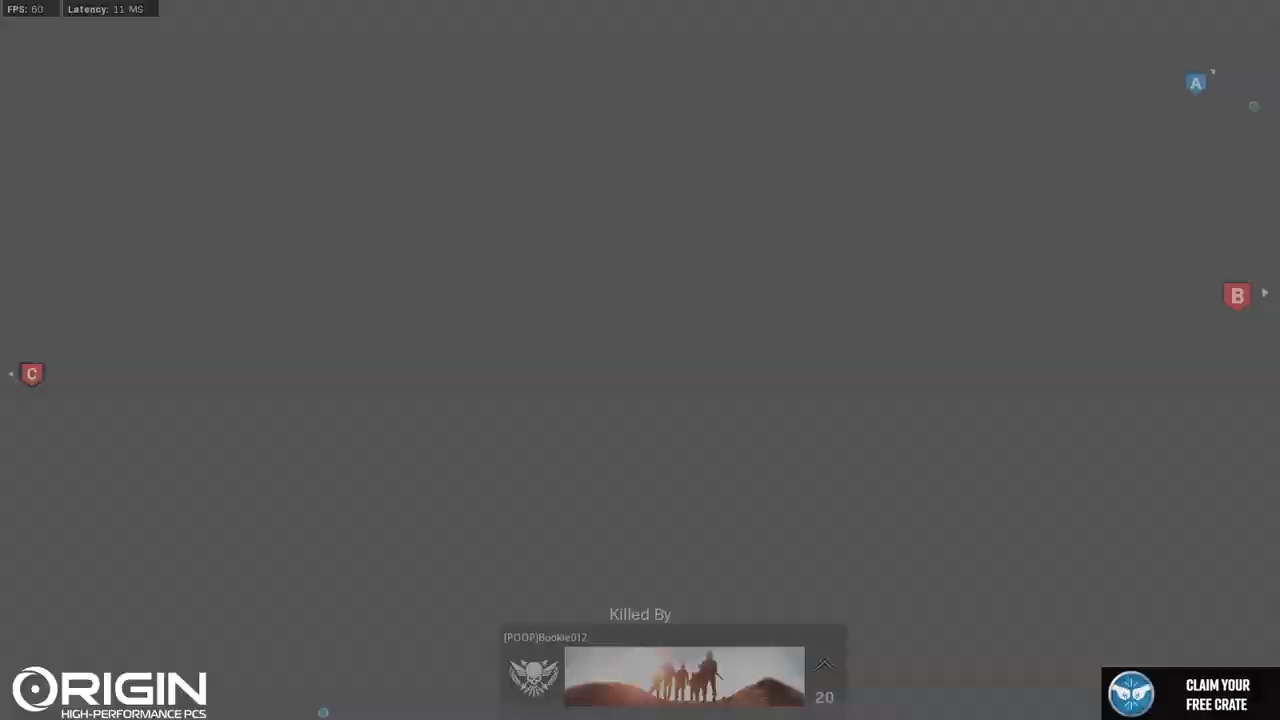 FPS: 60 Latency: 11 MS
A
B
C
Killed By
[POOP]Bookie012
20
ORIGIN
HIGH-PERFORMANCE PCS
CLAIM YOUR
FREE CRATE